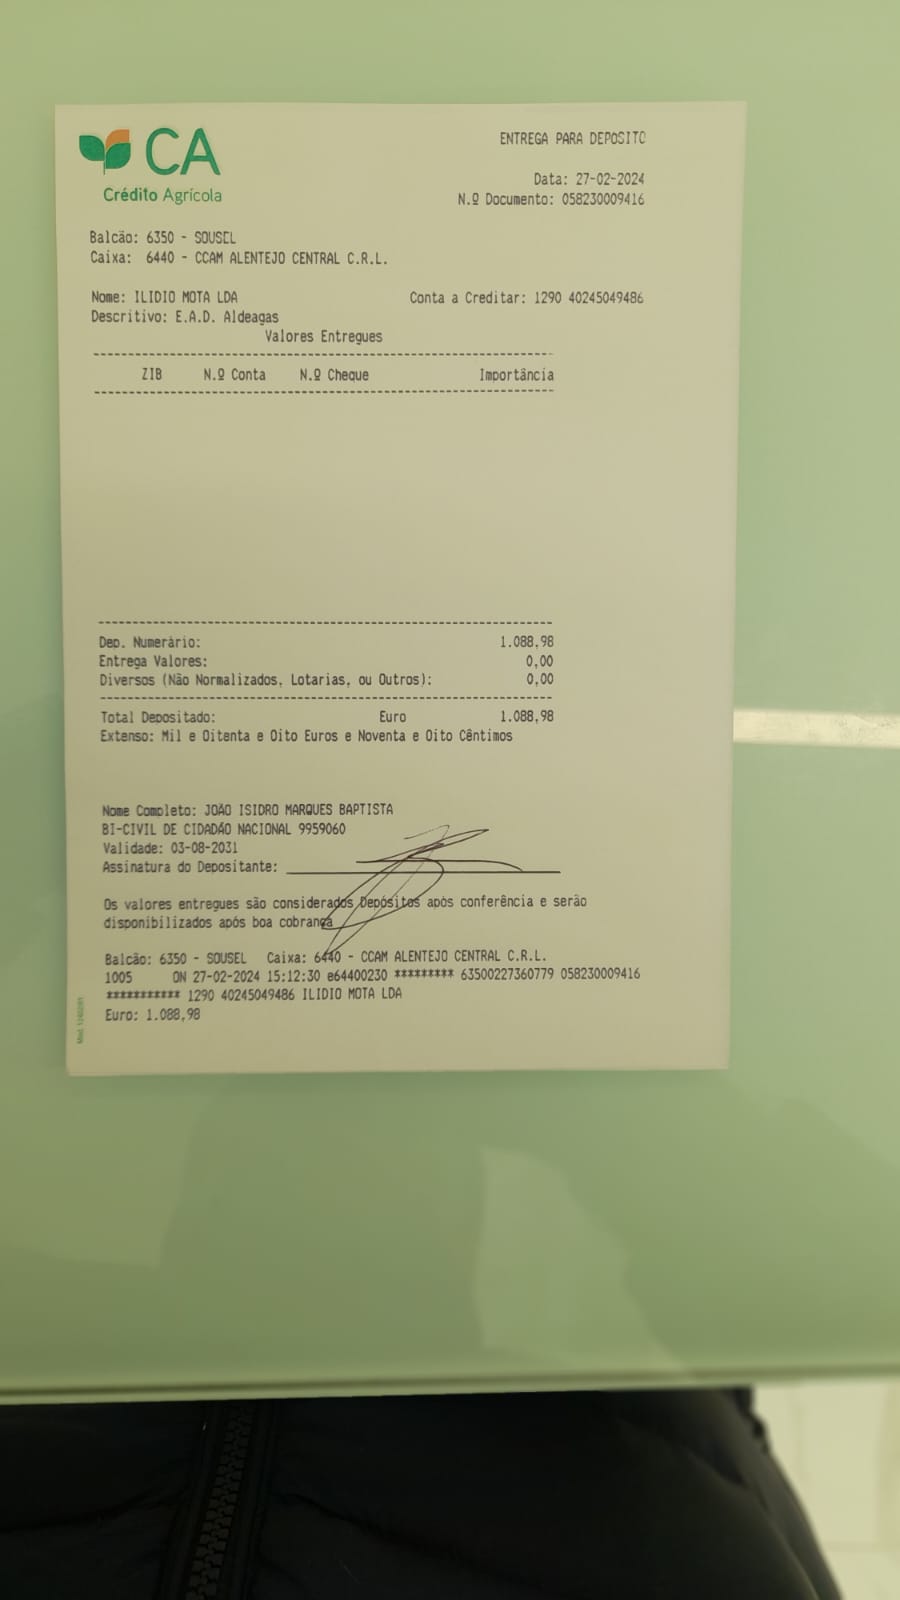 CA
Crédito Agrícola
ENTREGA PARA DEPOSITO
Data: 27-02-2024
N.º Documento: 058230009416
Balcão: 6350 - SOUSEL
Caixa: 6440 - CCAM ALENTEJO CENTRAL C.R.L.
Nome: ILIDIO MOTA LDA Conta a Creditar: 1290 40245049486
Descritivo: E.A.D. Aldeagas
Valores Entregues
ZIB N.º Conta N.º Cheque Importância
Dep. Numerário: 1.088,98
Entrega Valores: 0,00
Diversos (Não Normalizados, Lotarias, ou Outros): 0,00
Total Depositado: Euro 1.088,98
Extenso: Mil e Oitenta e Oito Euros e Noventa e Oito Cêntimos
Nome Completo: JOÃO ISIDRO MARQUES BAPTISTA
BI-CIVIL DE CIDADÃO NACIONAL 9959060
Validade: 03-08-2031
Assinatura do Depositante:
Os valores entregues são considerados Depósitos após conferência e serão
disponibilizados após boa cobrança
Balcão: 6350 - SOUSEL Caixa: 6440 - CCAM ALENTEJO CENTRAL C.R.L.
1005 ON 27-02-2024 15:12:30 e64400230 ********* 63500227360779 058230009416
*********** 1290 40245049486 ILIDIO MOTA LDA
Euro: 1.088,98